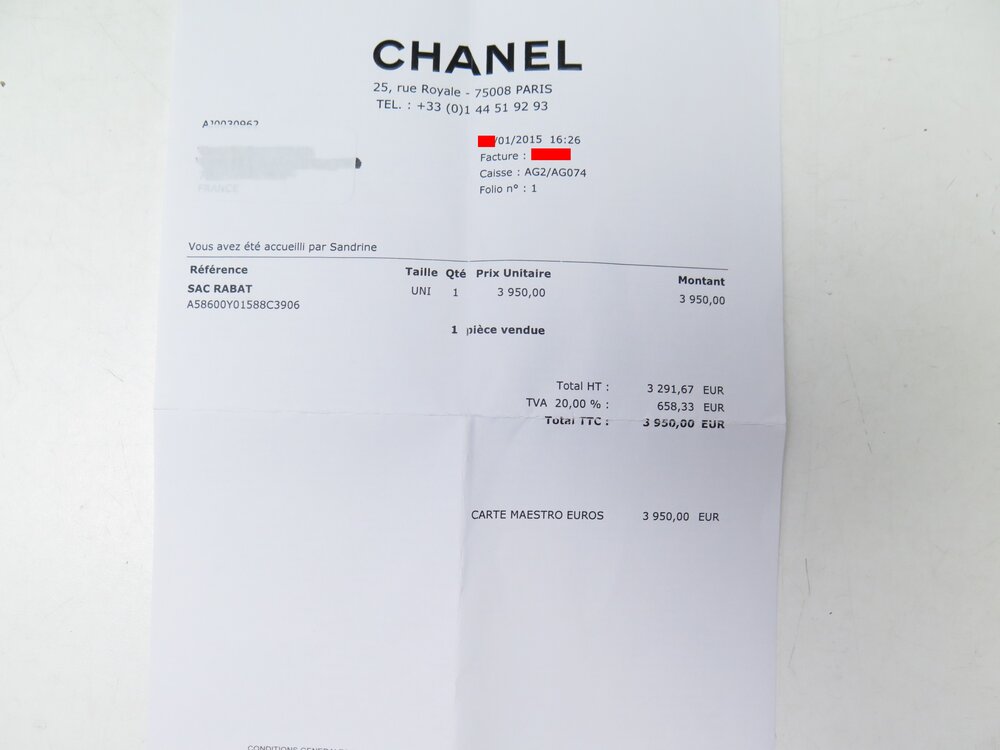 CHANEL
25, rue Royale - 75008 PARIS
TEL. : +33 (0)1 44 51 92 93
FRANCE
/01/2015 16:26
Facture :
Caisse : AG2/AG074
Folio n° : 1
Vous avez été accueilli par Sandrine
Référence Taille Qté Prix Unitaire Montant
SAC RABAT UNI 1 3 950,00 3 950,00
A58600Y01588C3906
1 pièce vendue
Total HT : 3 291,67 EUR
TVA 20,00 % : 658,33 EUR
Total TTC : 3 950,00 EUR
CARTE MAESTRO EUROS 3 950,00 EUR